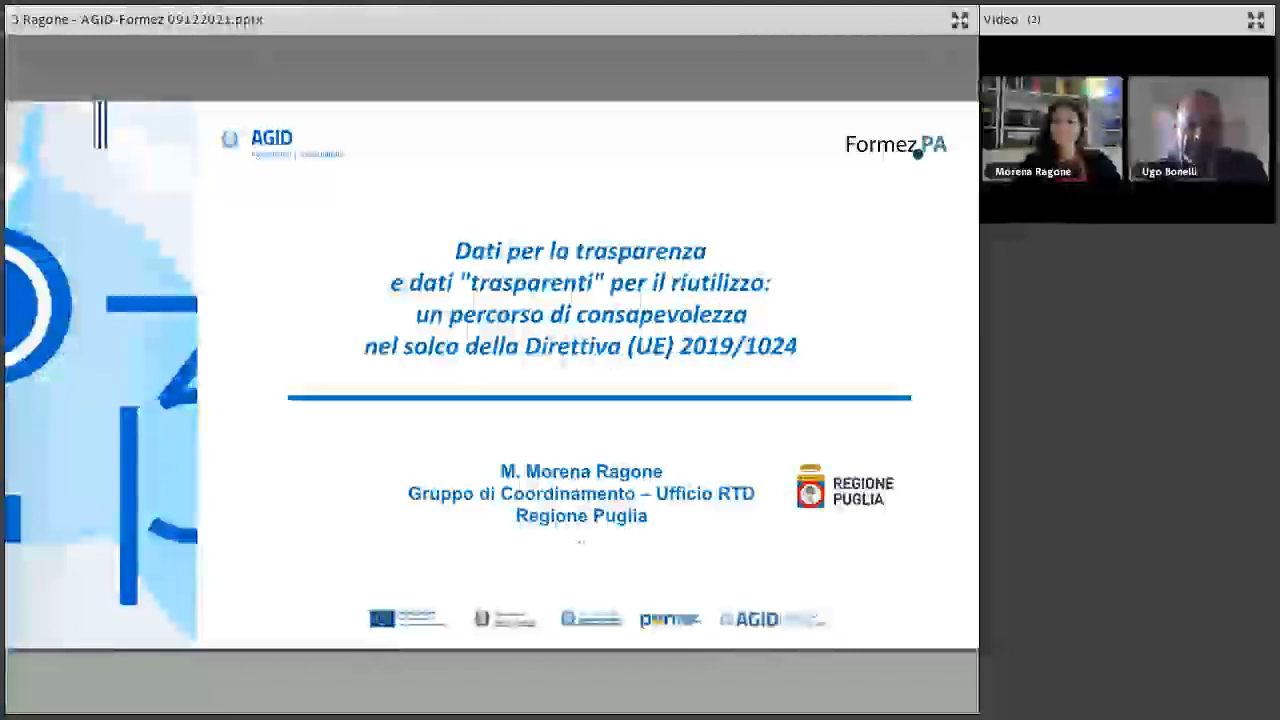 3 Ragone - AGID-Formez 09122021.pptx
Video (2)
Morena Ragone
Ugo Bonelli
AGID
FormezPA
Dati per la trasparenza
e dati "trasparenti" per il riutilizzo:
un percorso di consapevolezza
nel solco della Direttiva (UE) 2019/1024
M. Morena Ragone
Gruppo di Coordinamento – Ufficio RTD
Regione Puglia
REGIONE
PUGLIA
AGID